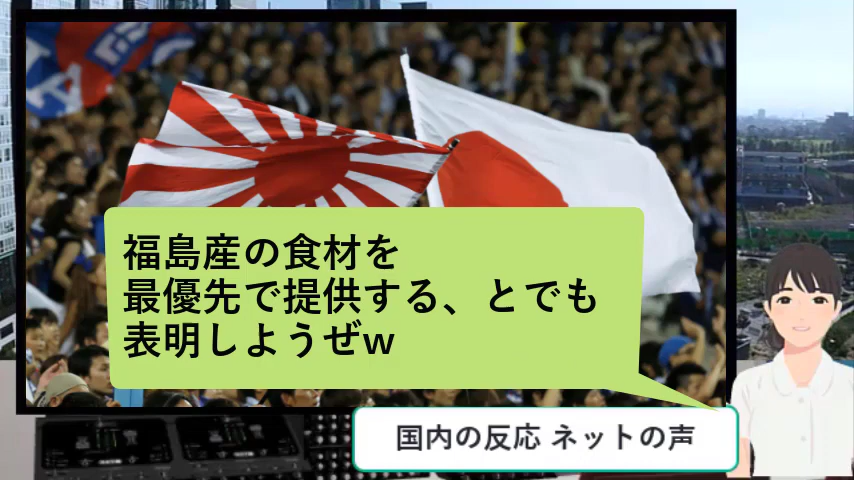 福島産の食材を
最優先で提供する、とでも
表明しようぜw
国内の反応 ネットの声